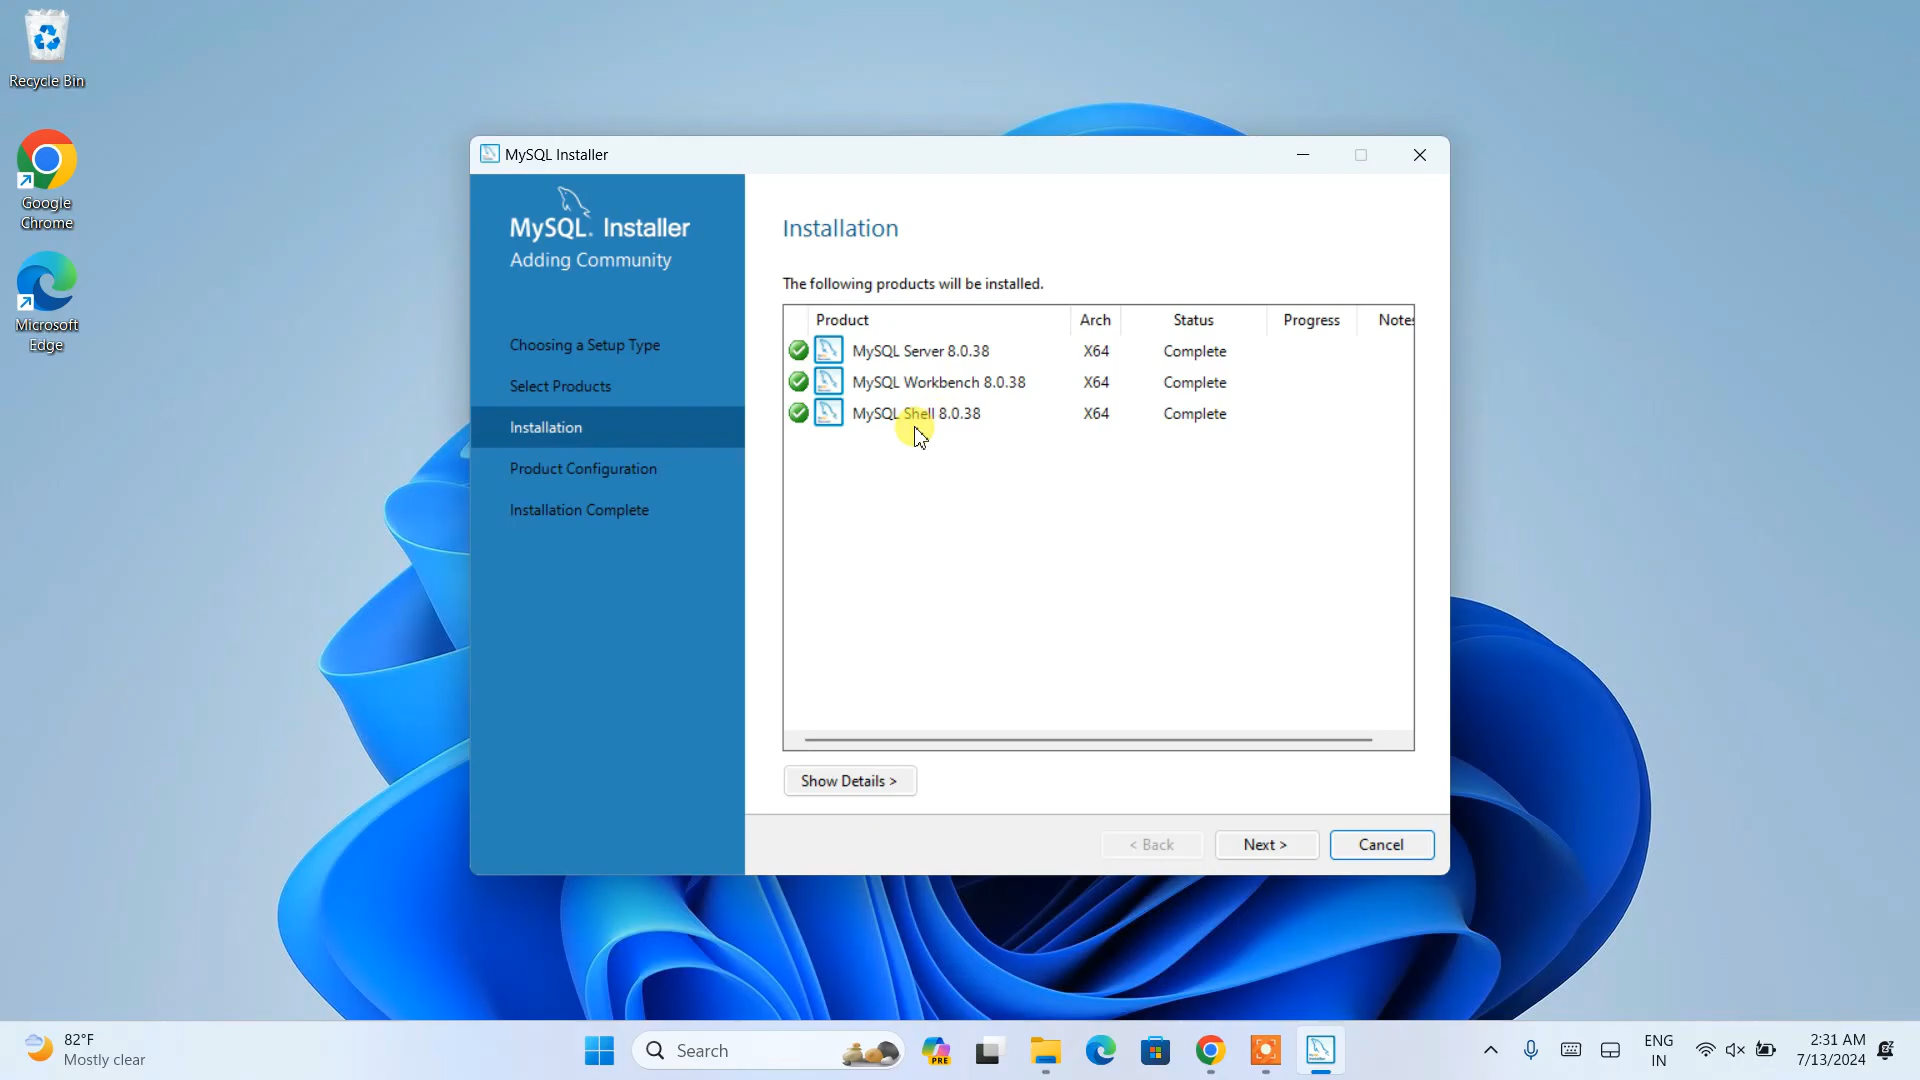 Recycle Bin
Google
Chrome
Microsoft
Edge
MySQL Installer
MySQL. Installer
Adding Community
Choosing a Setup Type
Select Products
Installation
Product Configuration
Installation Complete
Installation
The following products will be installed.
Product Arch Status Progress Notes
MySQL Server 8.0.38 X64 Complete
MySQL Workbench 8.0.38 X64 Complete
MySQL Shell 8.0.38 X64 Complete
Show Details >
< Back Next > Cancel
82°F
Mostly clear
Search
PRE
ENG
IN
2:31 AM
7/13/2024